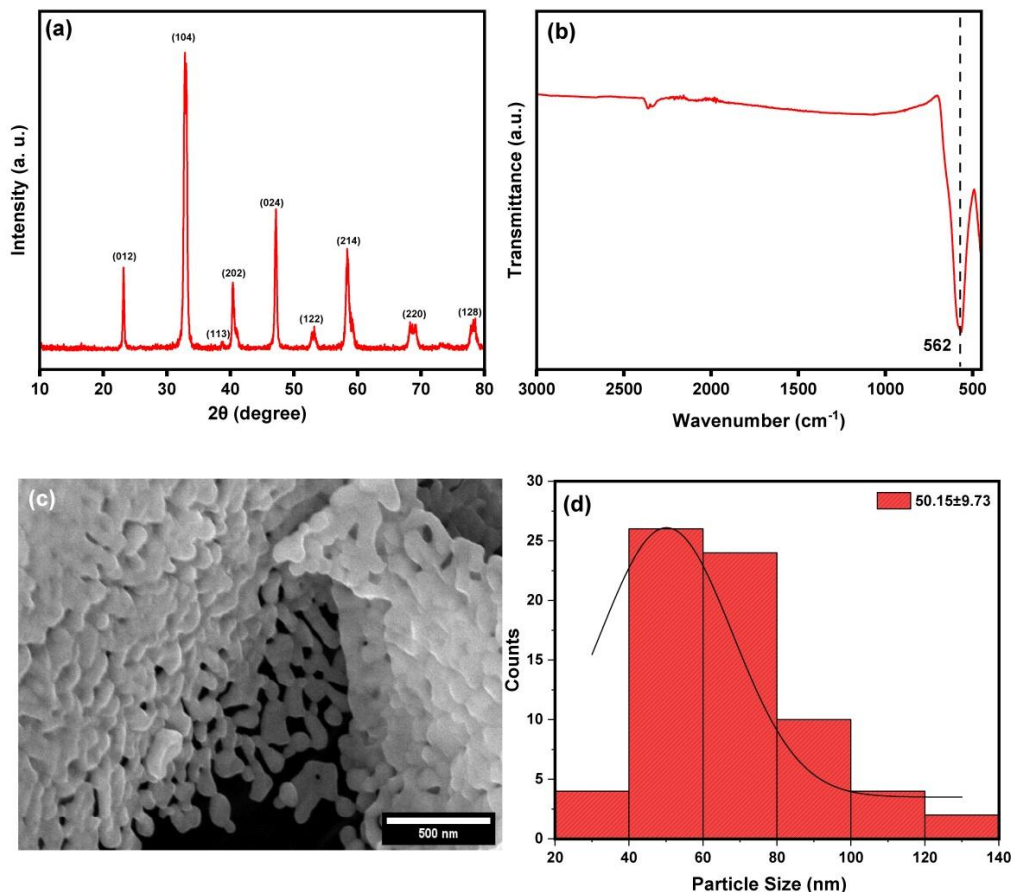 (a)
(104)
(024)
(214)
(012)
(202)
(113)
(122)
(220)
(128)
Intensity (a. u.)
10 20 30 40 50 60 70 80
2θ (degree)
(b)
562
Transmittance (a.u.)
3000 2500 2000 1500 1000 500
Wavenumber (cm⁻¹)
(c)
500 nm
(d)
50.15±9.73
30
25
20
15
10
5
0
Counts
20 40 60 80 100 120 140
Particle Size (nm)